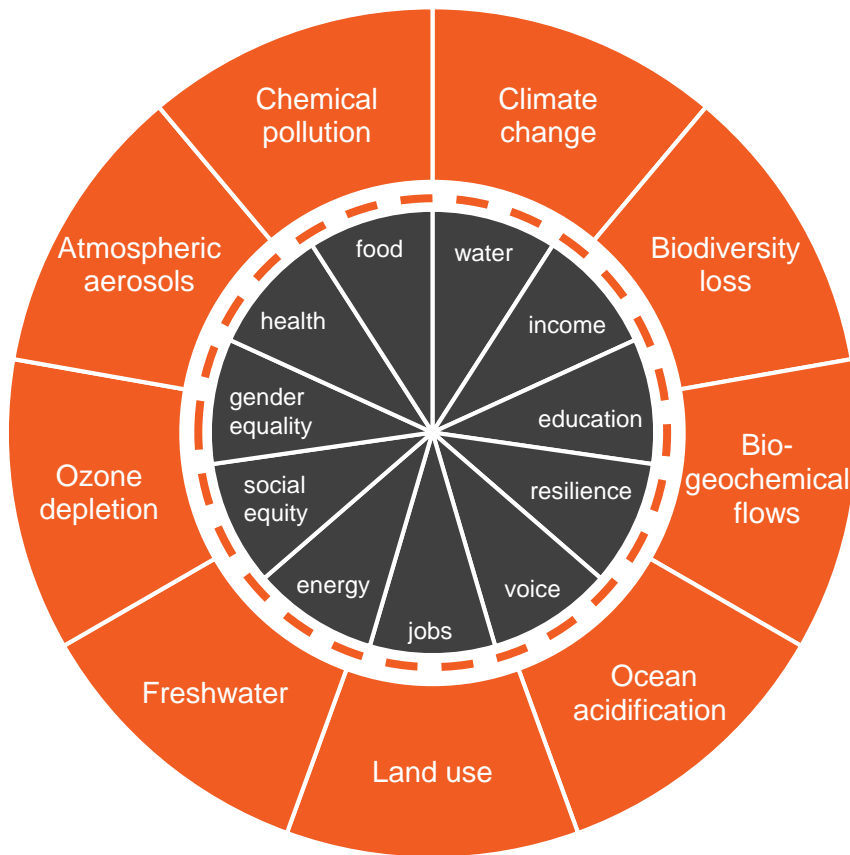 Chemical
pollution
Climate
change
Atmospheric
aerosols
Biodiversity
loss
food
water
health
income
gender
equality
education
Ozone
depletion
social
equity
resilience
Bio-
geochemical
flows
energy
voice
jobs
Freshwater
Ocean
acidification
Land use